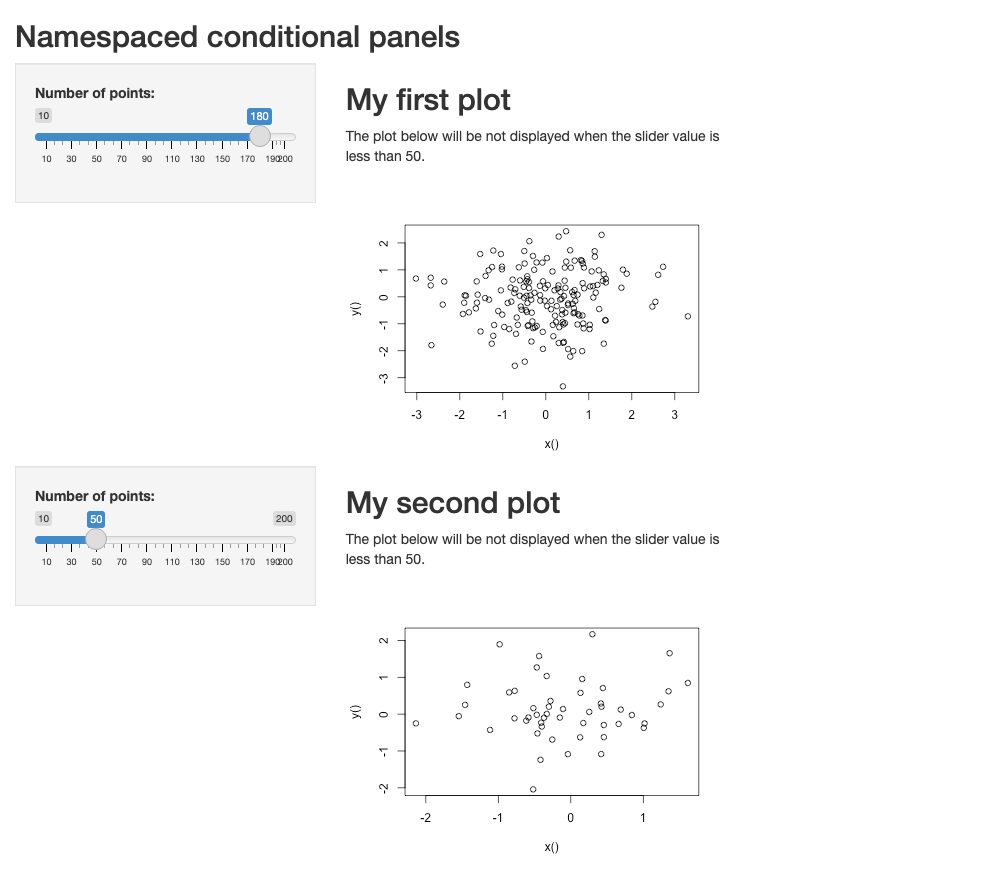 Namespaced conditional panels
Number of points:
10 180
10 30 50 70 90 110 130 150 170 190 200
My first plot
The plot below will be not displayed when the slider value is
less than 50.
2
1
0
-1
-2
-3
y()
-3 -2 -1 0 1 2 3
x()
Number of points:
10 50 200
10 30 50 70 90 110 130 150 170 190 200
My second plot
The plot below will be not displayed when the slider value is
less than 50.
2
1
0
-1
-2
y()
-2 -1 0 1
x()